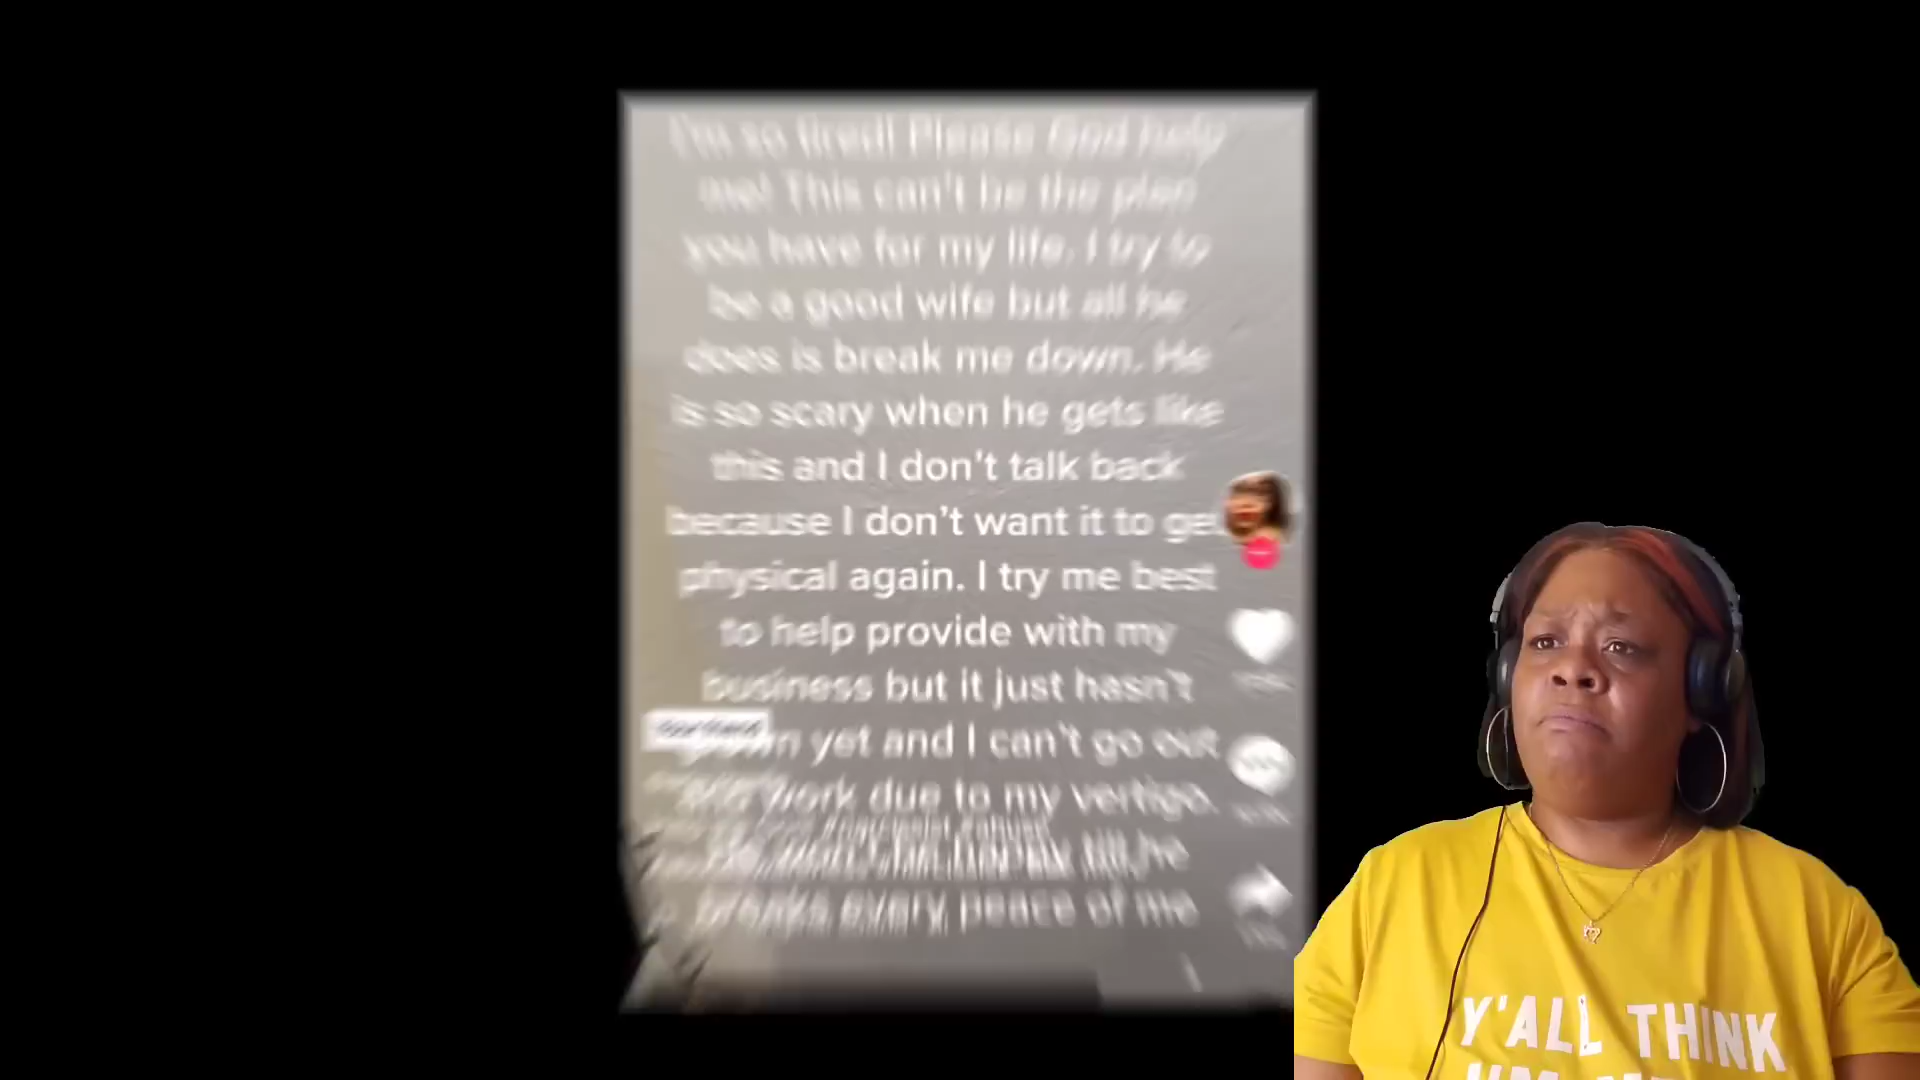 I'm so tired! Please God help
me! This can't be the plan
you have for my life. I try to
be a good wife but all he
does is break me down. He
is so scary when he gets like
this and I don't talk back
because I don't want it to get
physical again. I try me best
to help provide with my
business but it just hasn't
yet and I can't go out
work due to my vertigo.
he
breaks every peace of me
Y'ALL THINK